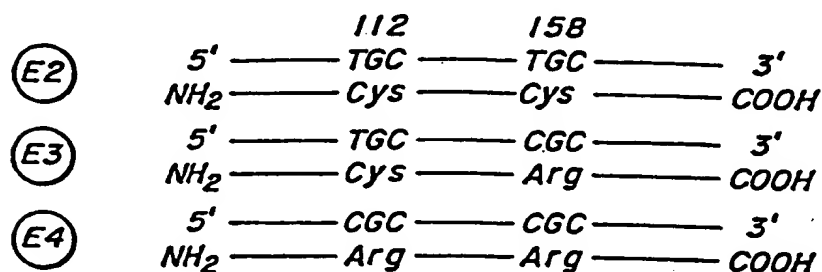 112 158
5' TGC TGC 3'
E2
NH₂ Cys Cys COOH
5' TGC CGC 3'
E3
NH₂ Cys Arg COOH
5' CGC CGC 3'
E4
NH₂ Arg Arg COOH